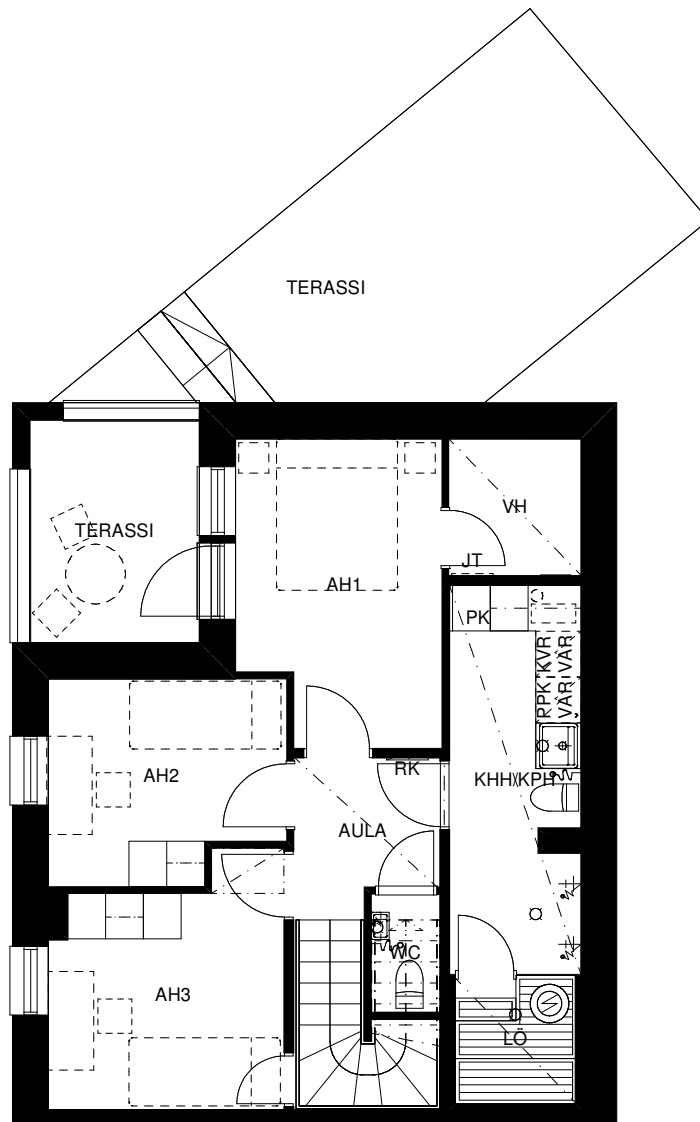 TERASSI
TERASSI
VH
JT
AH1
PK
RPK KVR
VAR VAR
AH2
RK
KHH/KPH
AULA
WC
AH3
LÖ